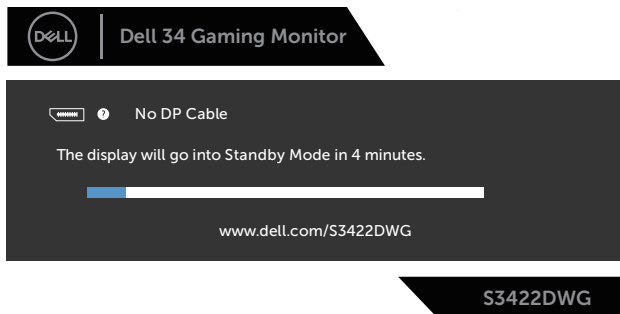 DELL
Dell 34 Gaming Monitor
? No DP Cable
The display will go into Standby Mode in 4 minutes.
www.dell.com/S3422DWG
S3422DWG